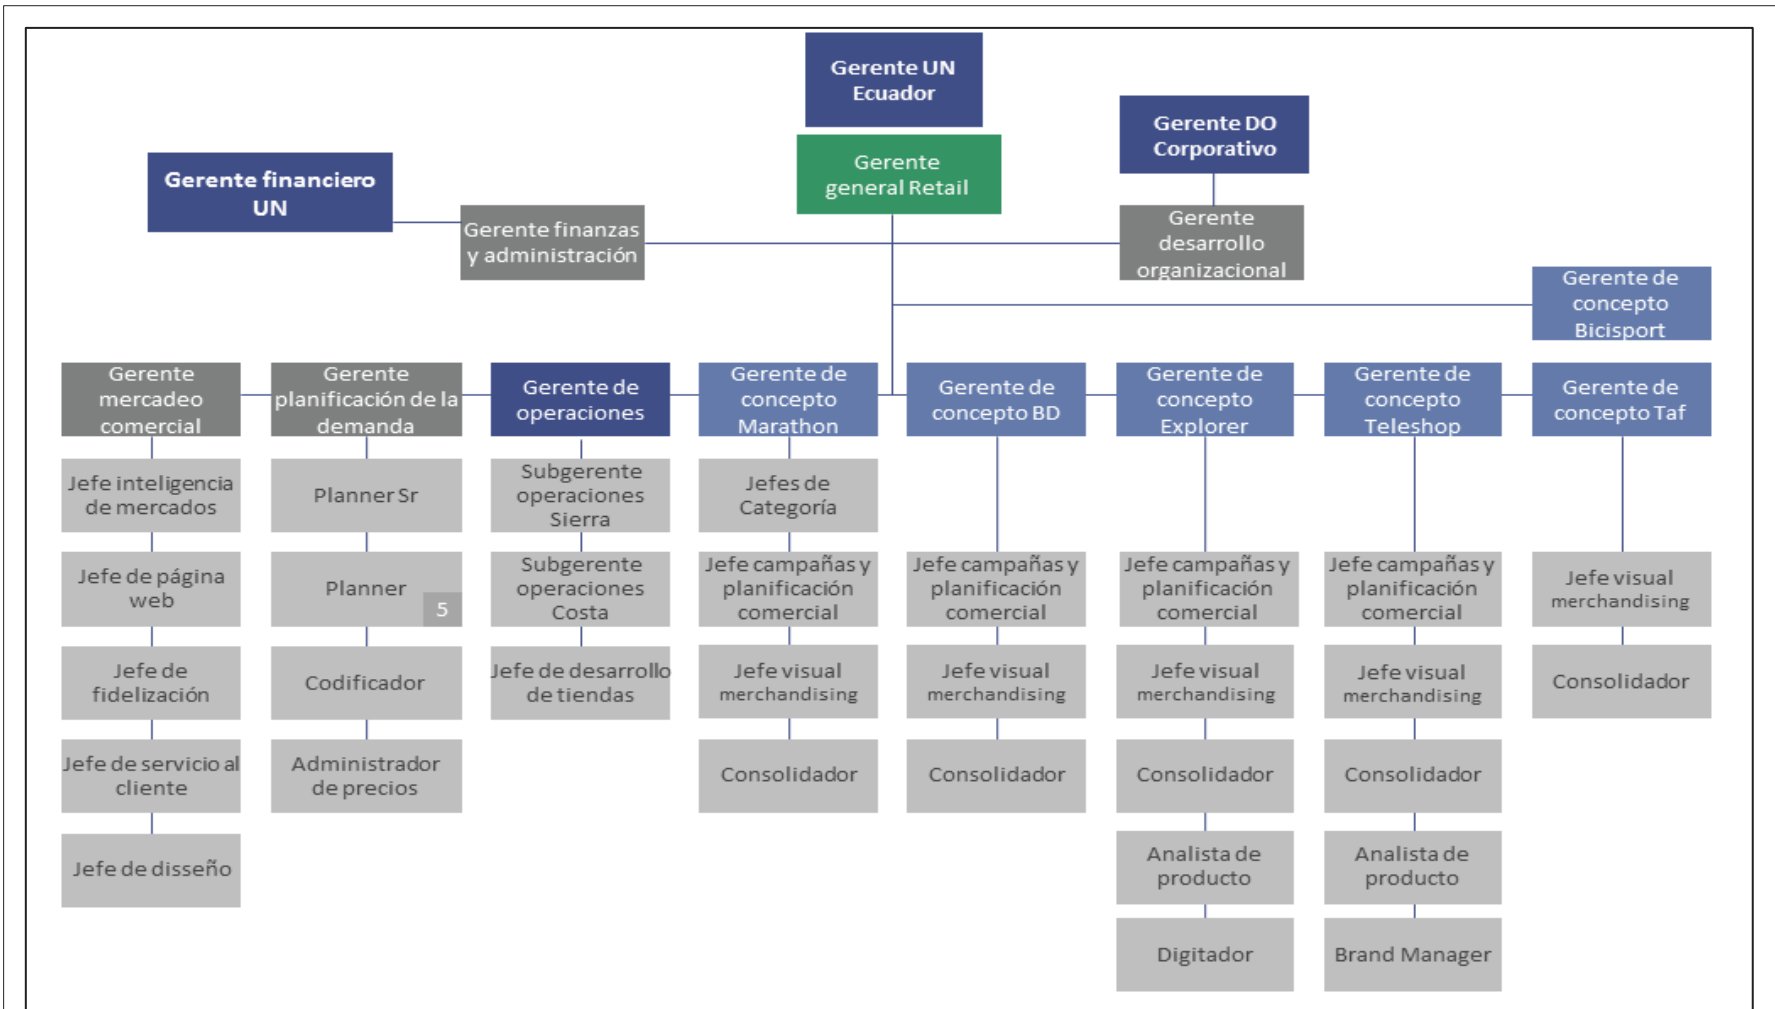 Gerente UN
Ecuador
Gerente DO
Corporativo
Gerente
general Retail
Gerente financiero
UN
Gerente finanzas
y administración
Gerente
desarrollo
organizacional
Gerente de
concepto
Bicisport
Gerente
mercadeo
comercial
Gerente
planificación de la
demanda
Gerente de
operaciones
Gerente de
concepto
Marathon
Gerente de
concepto BD
Gerente de
concepto
Explorer
Gerente de
concepto
Teleshop
Gerente de
concepto Taf
Jefe inteligencia
de mercados
Planner Sr
Subgerente
operaciones
Sierra
Jefes de
Categoría
Jefe de página
web
Planner
5
Subgerente
operaciones
Costa
Jefe campañas y
planificación
comercial
Jefe campañas y
planificación
comercial
Jefe campañas y
planificación
comercial
Jefe campañas y
planificación
comercial
Jefe visual
merchandising
Jefe de
fidelización
Codificador
Jefe de desarrollo
de tiendas
Jefe visual
merchandising
Jefe visual
merchandising
Jefe visual
merchandising
Jefe visual
merchandising
Consolidador
Jefe de servicio al
cliente
Administrador
de precios
Consolidador
Consolidador
Consolidador
Consolidador
Jefe de disseño
Analista de
producto
Analista de
producto
Digitador
Brand Manager